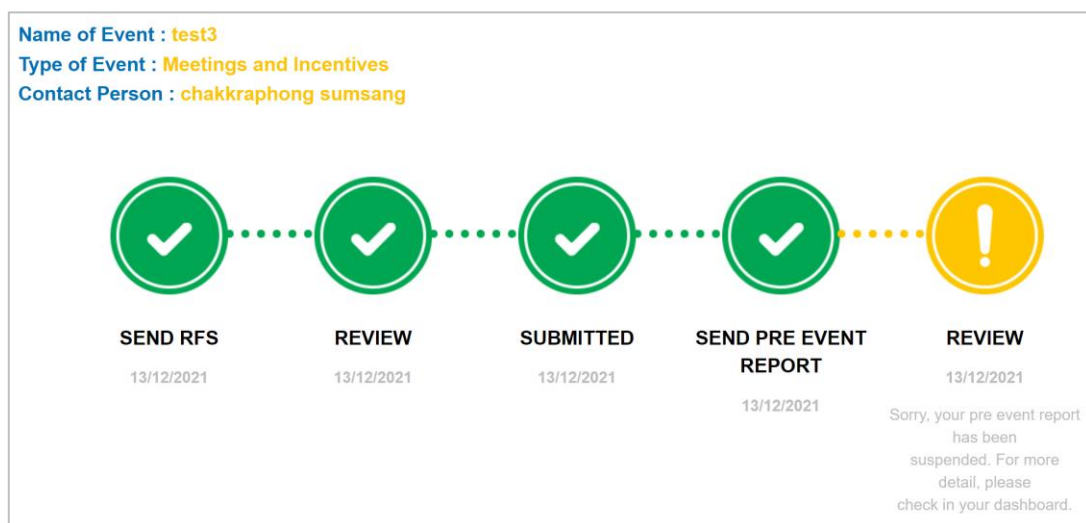 Name of Event : test3
Type of Event : Meetings and Incentives
Contact Person : chakkraphong sumsang
SEND RFS
13/12/2021
REVIEW
13/12/2021
SUBMITTED
13/12/2021
SEND PRE EVENT
REPORT
13/12/2021
REVIEW
13/12/2021
Sorry, your pre event report
has been
suspended. For more
detail, please
check in your dashboard.